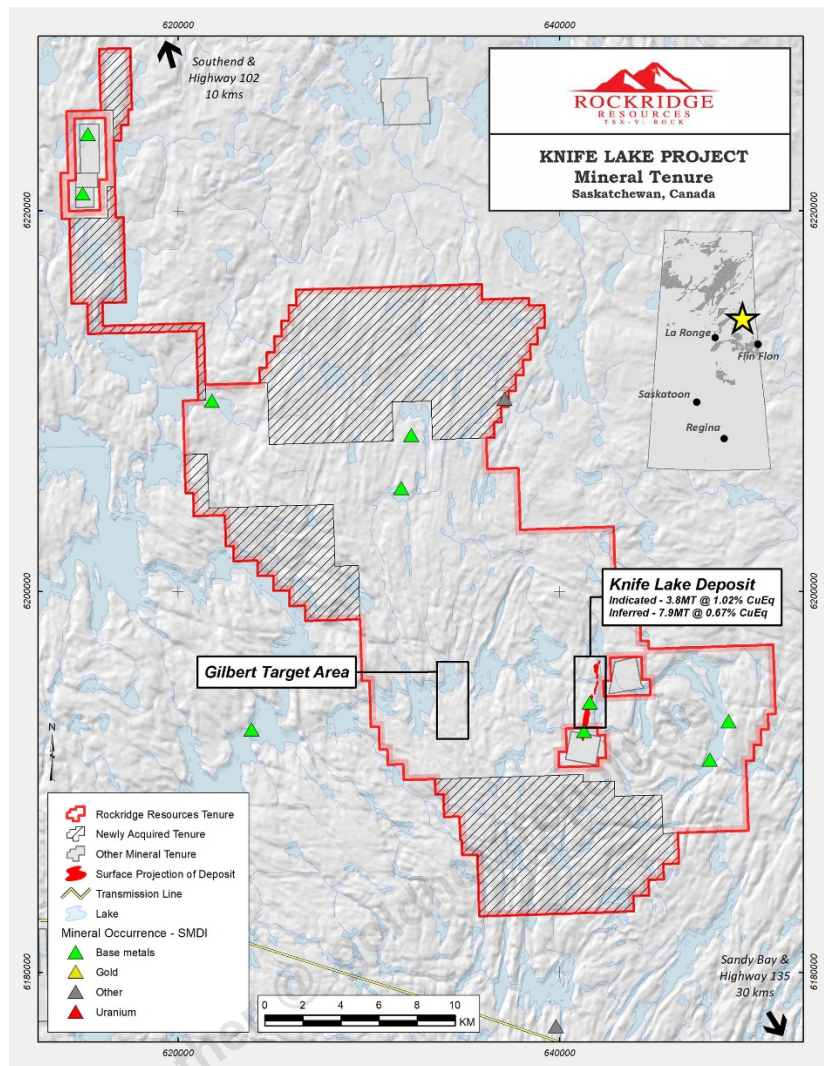 620000
640000
Southend &
Highway 102
10 kms
ROCKRIDGE
RESOURCES
TSX-V: ROCK
KNIFE LAKE PROJECT
Mineral Tenure
Saskatchewan, Canada
6220000
6220000
La Ronge
Flin Flon
Saskatoon
Regina
6200000
6200000
Knife Lake Deposit
Indicated - 3.8MT @ 1.02% CuEq
Inferred - 7.9MT @ 0.67% CuEq
Gilbert Target Area
N
Rockridge Resources Tenure
Newly Acquired Tenure
Other Mineral Tenure
Surface Projection of Deposit
Transmission Line
Lake
Mineral Occurrence - SMDI
Base metals
Gold
Other
Uranium
6180000
6180000
Sandy Bay &
Highway 135
30 kms
0 2 4 6 8 10
KM
620000
640000